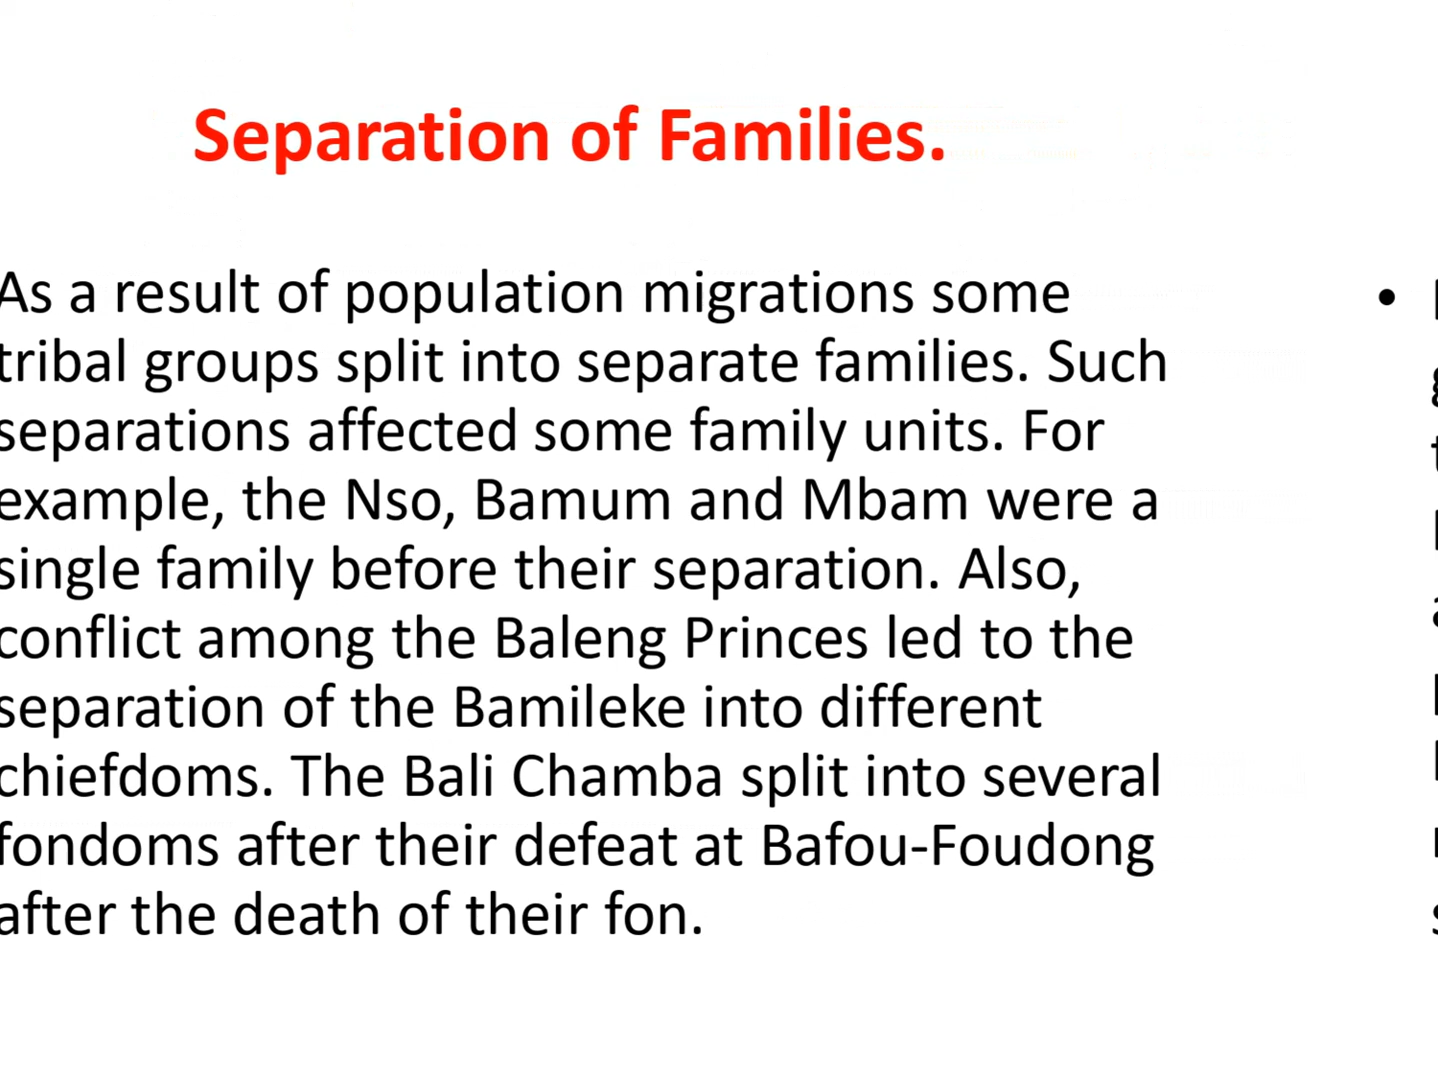 Separation of Families.
As a result of population migrations some
tribal groups split into separate families. Such
separations affected some family units. For
example, the Nso, Bamum and Mbam were a
single family before their separation. Also,
conflict among the Baleng Princes led to the
separation of the Bamileke into different
chiefdoms. The Bali Chamba split into several
fondoms after their defeat at Bafou-Foudong
after the death of their fon.